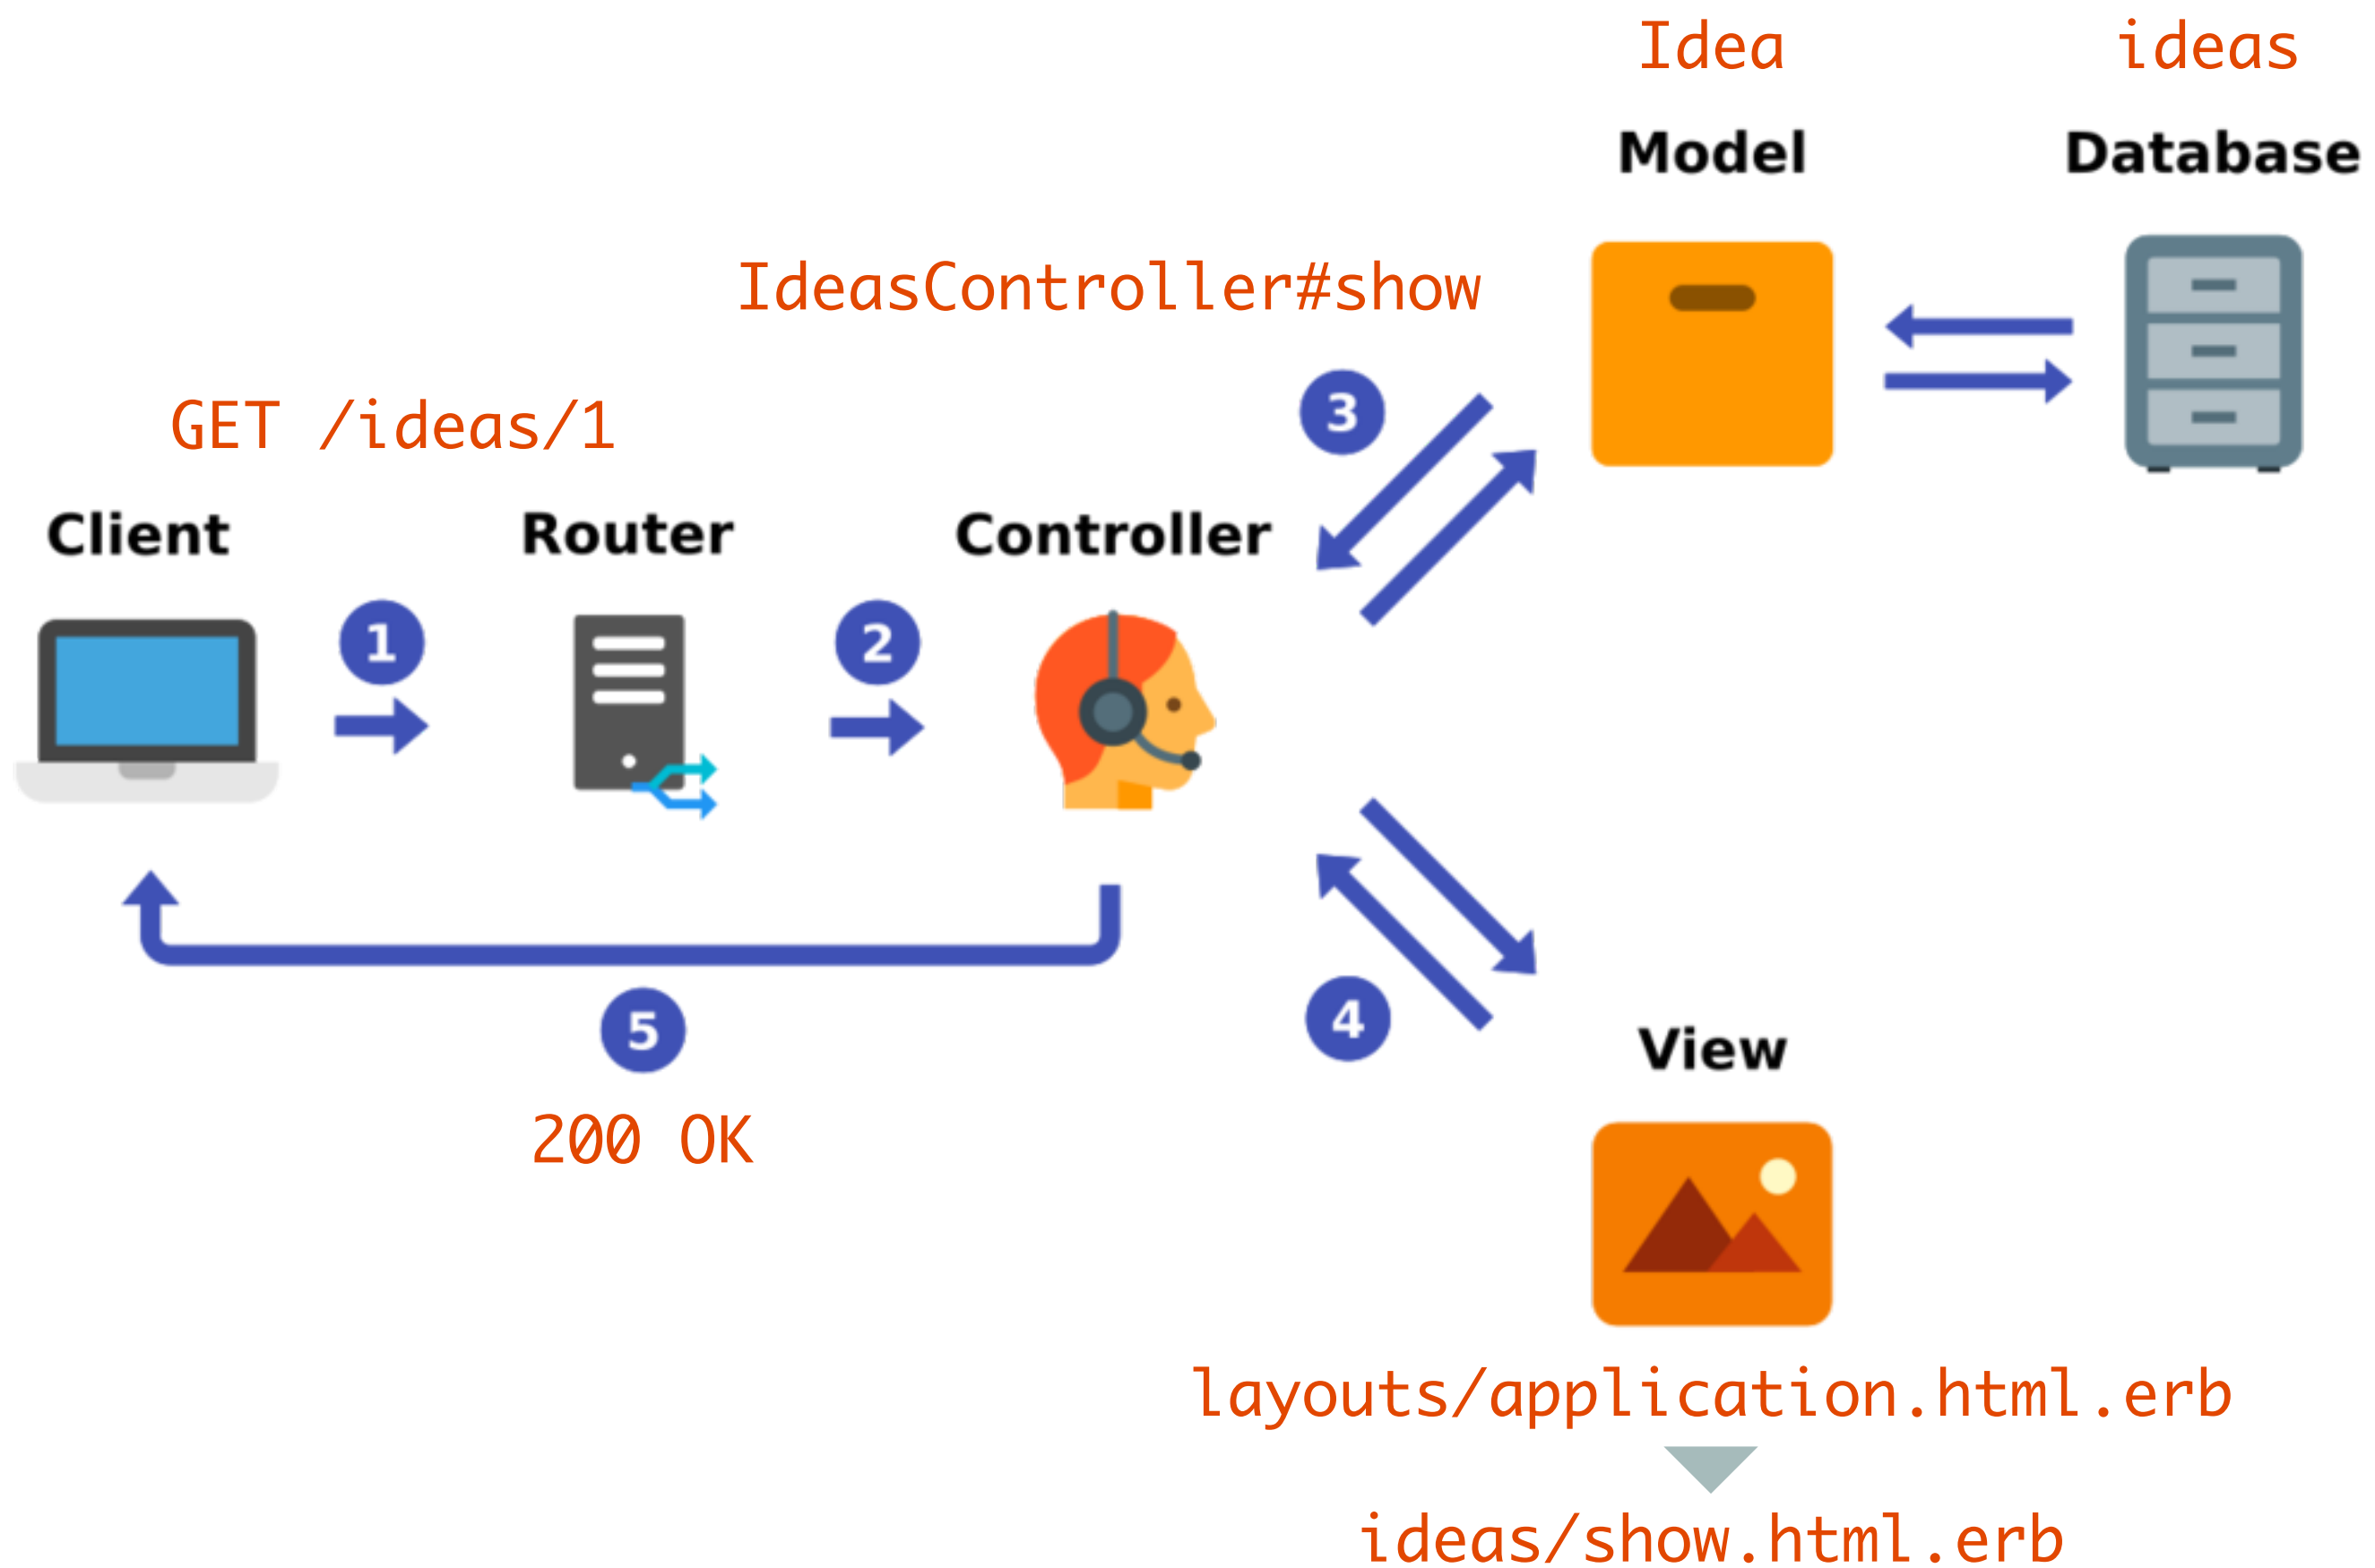 Idea
ideas
Model
Database
IdeasController#show
3
GET /ideas/1
Client
Router
Controller
1
2
5
4
View
200 OK
layouts/application.html.erb
ideas/show.html.erb